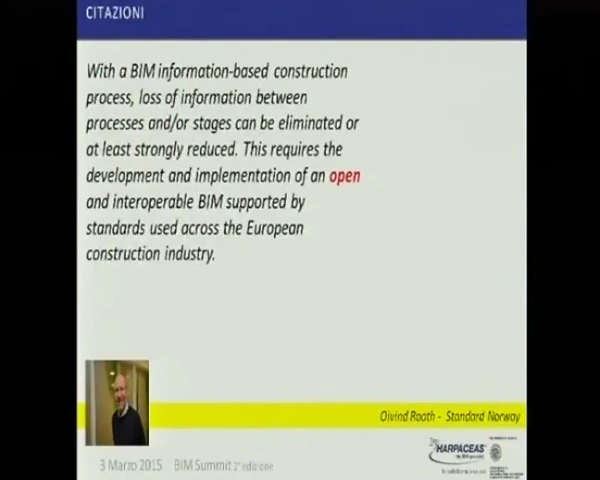 CITAZIONI
With a BIM information-based construction
process, loss of information between
processes and/or stages can be eliminated or
at least strongly reduced. This requires the
development and implementation of an open
and interoperable BIM supported by
standards used across the European
construction industry.
Oivind Rooth - Standard Norway
3 Marzo 2015 BIM Summit 2ª edizione
HARPACEAS